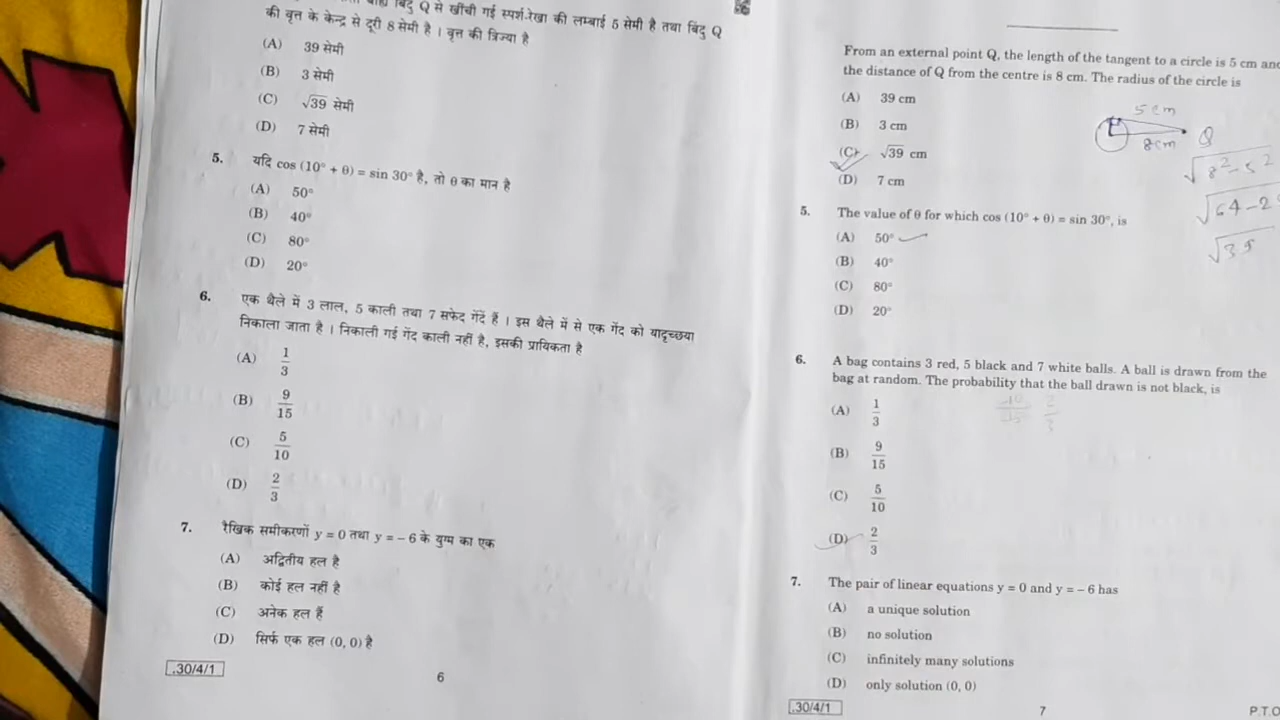 बिंदु Q से खींची गई स्पर्श-रेखा की लम्बाई 5 सेमी है तथा बिंदु Q
की वृत्त के केन्द्र से दूरी 8 सेमी है । वृत्त की त्रिज्या है
(A) 39 सेमी
(B) 3 सेमी
(C) √39 सेमी
(D) 7 सेमी
5. यदि cos (10° + θ) = sin 30° है, तो θ का मान है
(A) 50°
(B) 40°
(C) 80°
(D) 20°
6. एक थैले में 3 लाल, 5 काली तथा 7 सफेद गेंदें हैं । इस थैले में से एक गेंद को यादृच्छया
निकाला जाता है । निकाली गई गेंद काली नहीं है, इसकी प्रायिकता है
(A) 1/3
(B) 9/15
(C) 5/10
(D) 2/3
7. रैखिक समीकरणों y = 0 तथा y = – 6 के युग्म का एक
(A) अद्वितीय हल है
(B) कोई हल नहीं है
(C) अनेक हल हैं
(D) सिर्फ एक हल (0, 0) है
.30/4/1
6
From an external point Q, the length of the tangent to a circle is 5 cm and
the distance of Q from the centre is 8 cm. The radius of the circle is
(A) 39 cm
(B) 3 cm
(C) √39 cm
(D) 7 cm
5 cm
8cm
Q
√8² – 5²
√64 – 2
√39
5. The value of θ for which cos (10° + θ) = sin 30°, is
(A) 50°
(B) 40°
(C) 80°
(D) 20°
6. A bag contains 3 red, 5 black and 7 white balls. A ball is drawn from the
bag at random. The probability that the ball drawn is not black, is
10/15 2/3
(A) 1/3
(B) 9/15
(C) 5/10
(D) 2/3
7. The pair of linear equations y = 0 and y = – 6 has
(A) a unique solution
(B) no solution
(C) infinitely many solutions
(D) only solution (0, 0)
.30/4/1
7
P.T.O